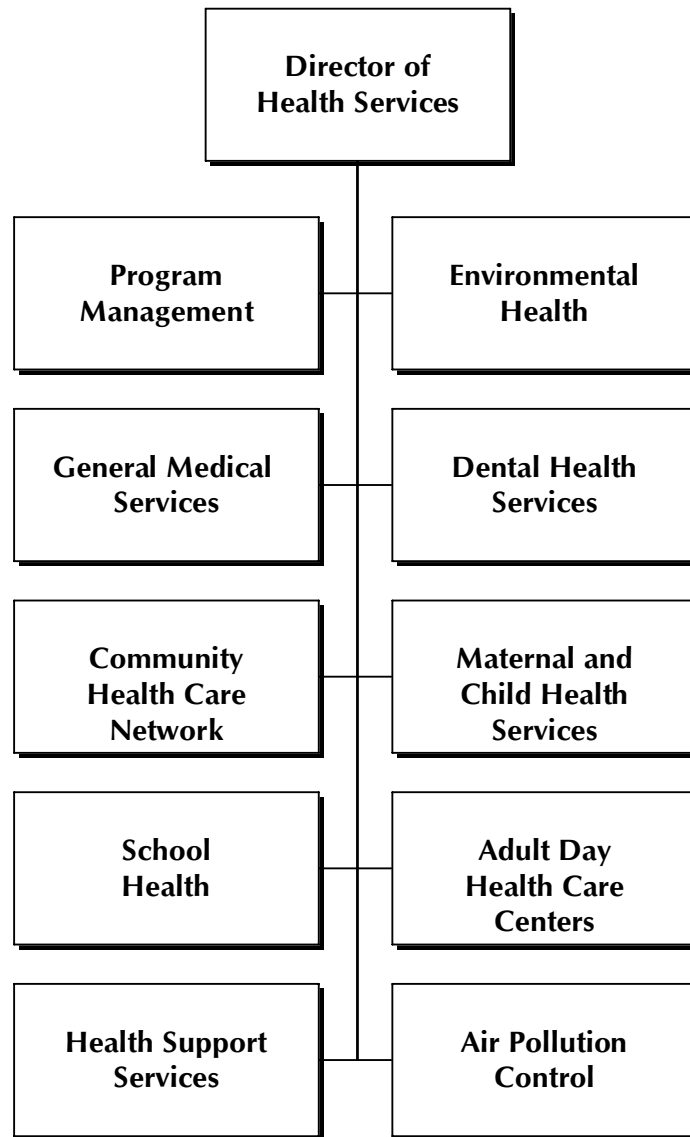 Director of
Health Services
Program
Management
Environmental
Health
General Medical
Services
Dental Health
Services
Community
Health Care
Network
Maternal and
Child Health
Services
School
Health
Adult Day
Health Care
Centers
Health Support
Services
Air Pollution
Control